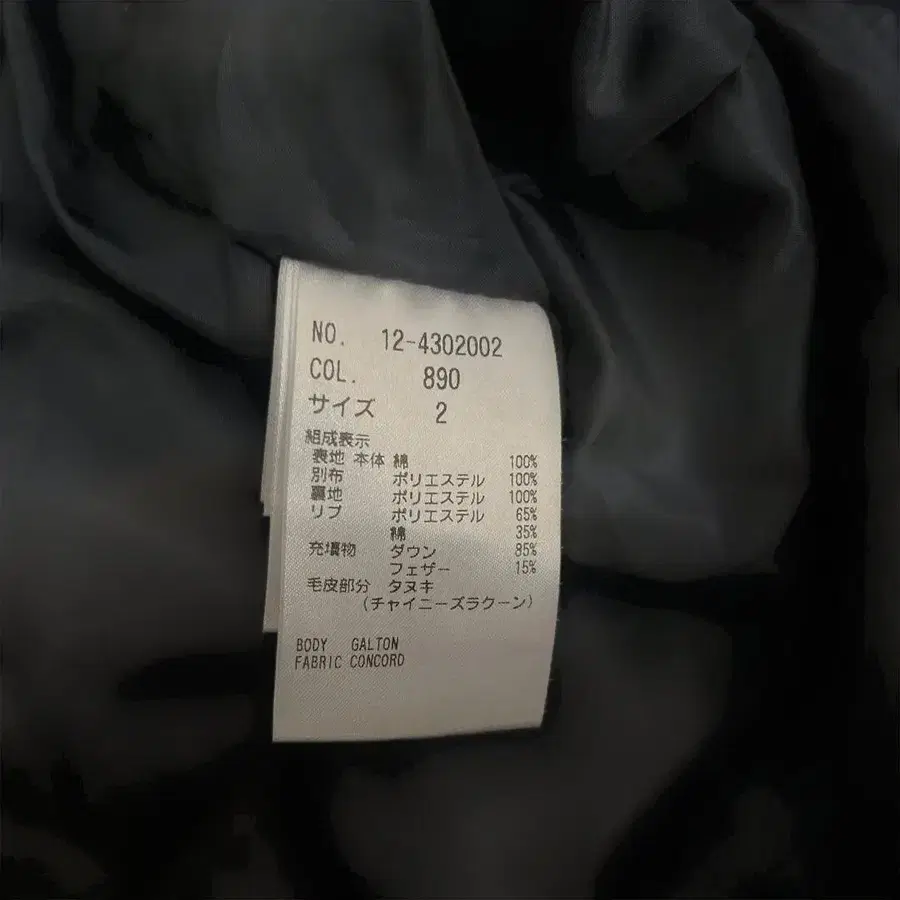 NO. 12-4302002
COL. 890
サイズ 2
組成表示
表地 本体 綿 100%
別布 ポリエステル 100%
裏地 ポリエステル 100%
リブ ポリエステル 65%
綿 35%
充填物 ダウン 85%
フェザー 15%
毛皮部分 タヌキ
(チャイニーズラクーン)
BODY GALTON
FABRIC CONCORD